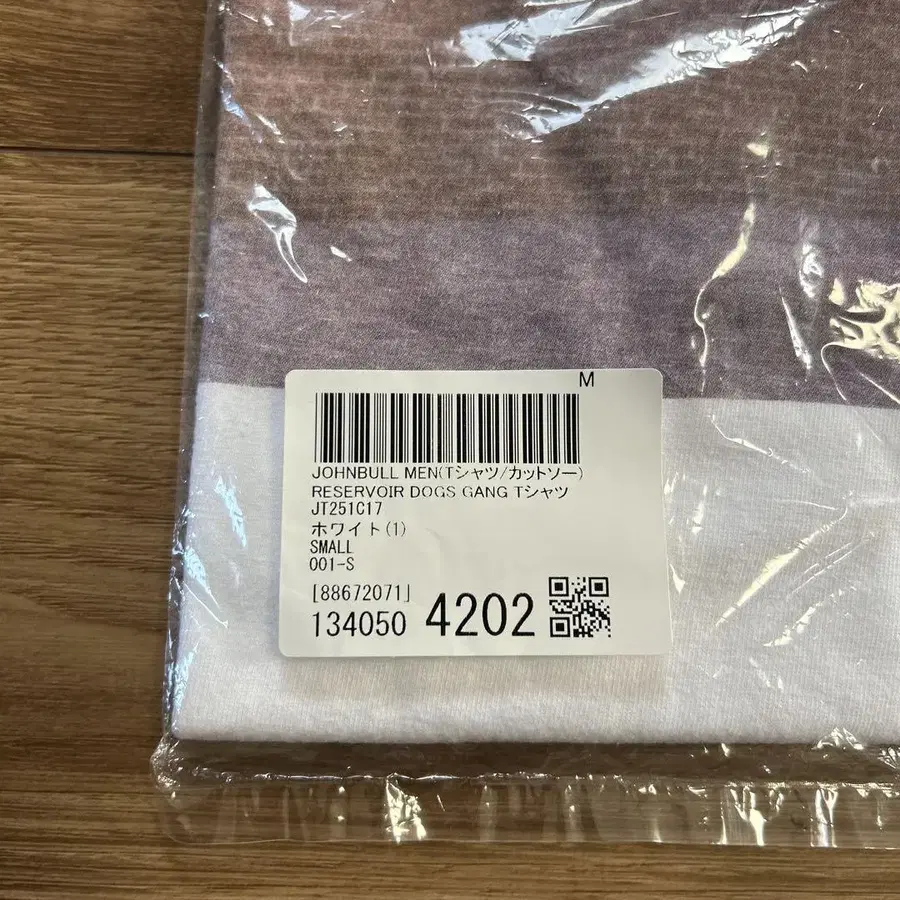 M
JOHNBULL MEN(Tシャツ/カットソー)
RESERVOIR DOGS GANG Tシャツ
JT251C17
ホワイト(1)
SMALL
001-S
[88672071]
134050 4202